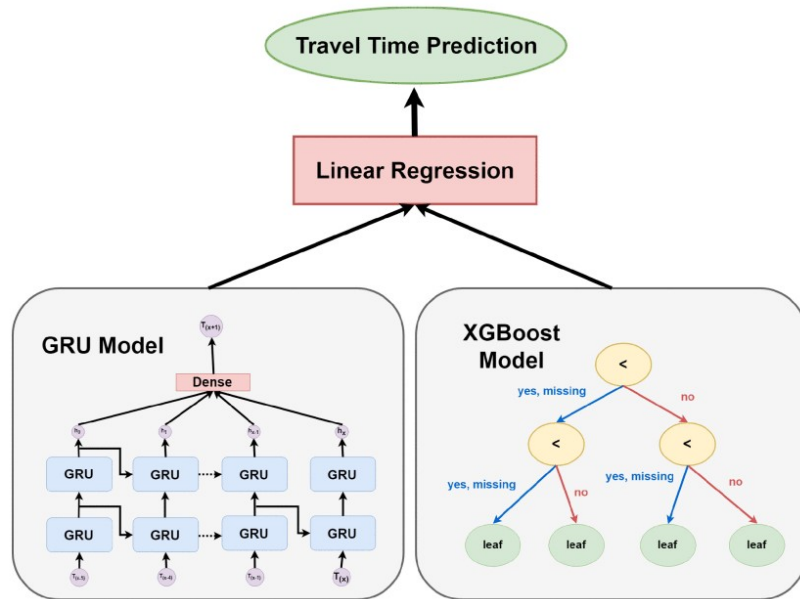 Travel Time Prediction
Linear Regression
GRU Model
T(x+1)
Dense
GRU
GRU
GRU
GRU
GRU
GRU
GRU
GRU
T(x)
XGBoost
Model
<
yes, missing
no
<
<
yes, missing
no
yes, missing
no
leaf
leaf
leaf
leaf